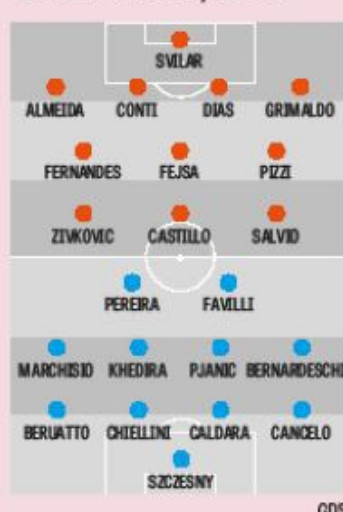 SVILAR
ALMEIDA CONTI DIAS GRIMALDO
FERNANDES FEJSA PIZZI
ZIVKOVIC CASTILLO SALVIO
PEREIRA FAVILLI
MARCHISIO KHEDIRA PJANIC BERNARDESCHI
BERUATTO CHIELLINI CALDARA CANCELO
SZCZESNY
GDS